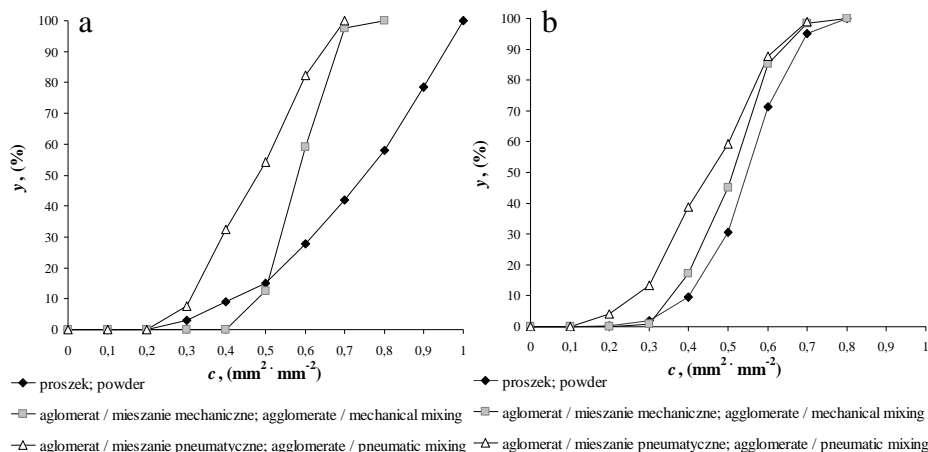 a
100
90
80
70
60
50
40
30
20
10
0
y, (%)
0 0,1 0,2 0,3 0,4 0,5 0,6 0,7 0,8 0,9 1
c, (mm²· mm⁻²)
proszek; powder
aglomerat / mieszanie mechaniczne; agglomerate / mechanical mixing
aglomerat / mieszanie pneumatyczne; agglomerate / pneumatic mixing
b
100
90
80
70
60
50
40
30
20
10
0
y, (%)
0 0,1 0,2 0,3 0,4 0,5 0,6 0,7 0,8 0,9 1
c, (mm²· mm⁻²)
proszek; powder
aglomerat / mieszanie mechaniczne; agglomerate / mechanical mixing
aglomerat / mieszanie pneumatyczne; agglomerate / pneumatic mixing